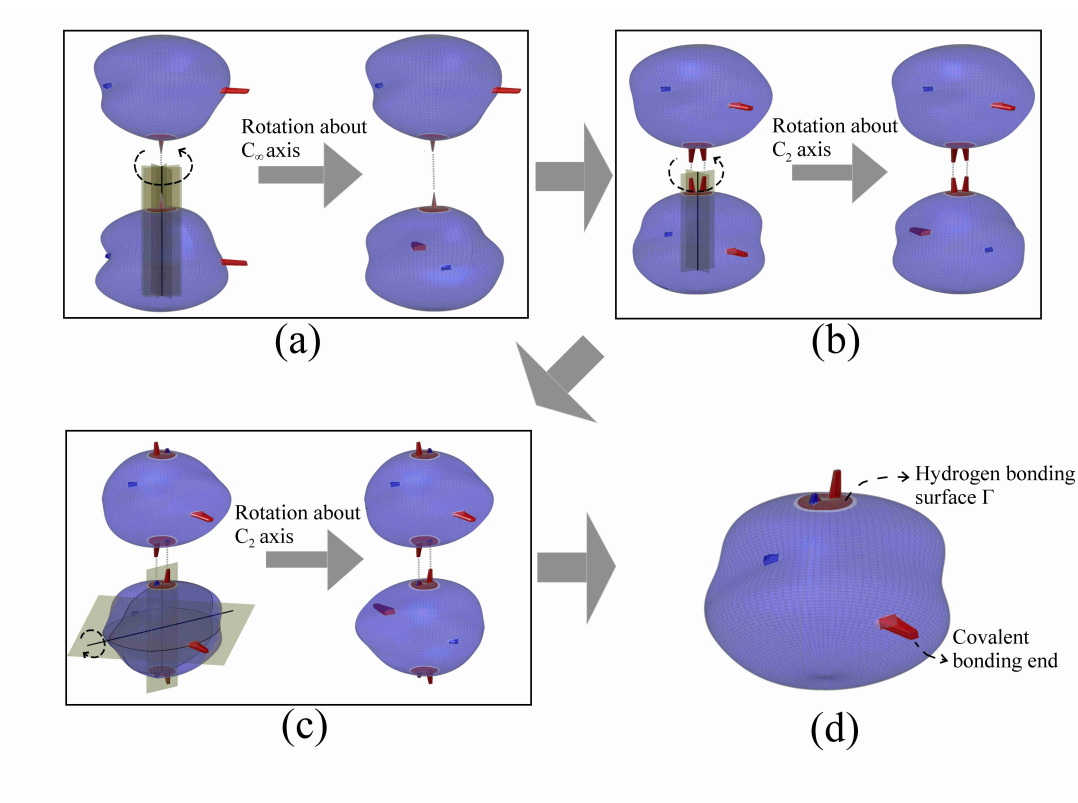 Rotation about
C∞ axis
Rotation about
C₂ axis
(a)
(b)
Rotation about
C₂ axis
Hydrogen bonding
surface Γ
Covalent
bonding end
(c)
(d)